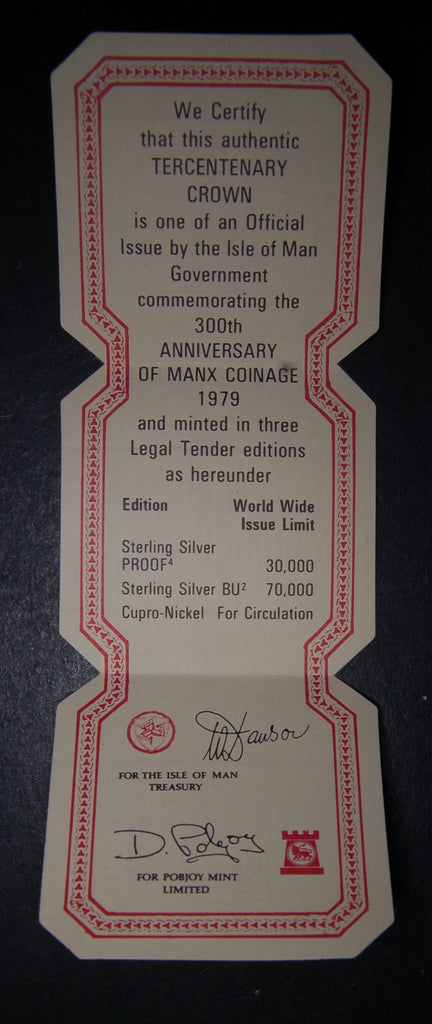 We Certify
that this authentic
TERCENTENARY
CROWN
is one of an Official
Issue by the Isle of Man
Government
commemorating the
300th
ANNIVERSARY
OF MANX COINAGE
1979
and minted in three
Legal Tender editions
as hereunder
Edition World Wide
Issue Limit
Sterling Silver
PROOF⁴ 30,000
Sterling Silver BU² 70,000
Cupro-Nickel For Circulation
FOR THE ISLE OF MAN
TREASURY
D. Pobjoy
FOR POBJOY MINT
LIMITED